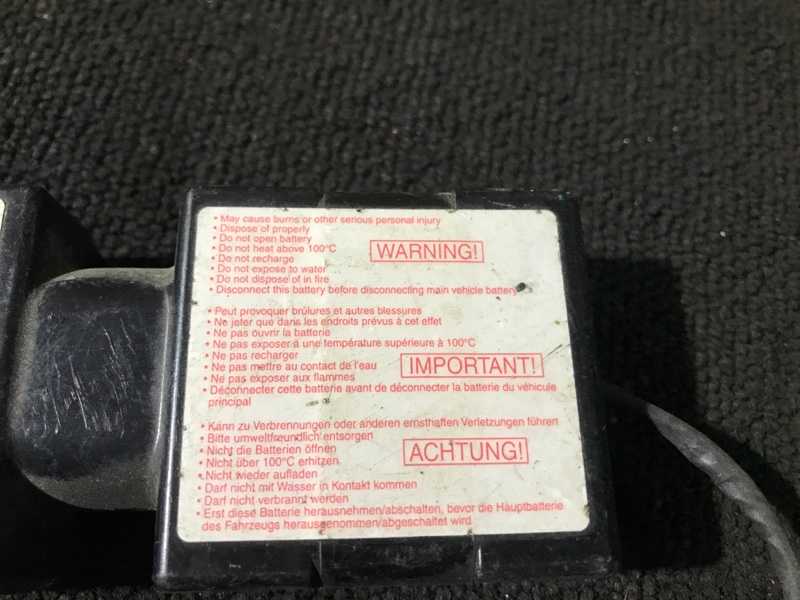 • May cause burns or other serious personal injury
• Dispose of properly
• Do not open battery
• Do not heat above 100°C
• Do not recharge
WARNING!
• Do not expose to water
• Do not dispose of in fire
• Disconnect this battery before disconnecting main vehicle battery
• Peut provoquer brûlures et autres blessures
• Ne jeter que dans les endroits prévus à cet effet
• Ne pas ouvrir la batterie
• Ne pas exposer à une température supérieure à 100°C
• Ne pas recharger
• Ne pas mettre au contact de l'eau
IMPORTANT!
• Ne pas exposer aux flammes
• Déconnecter cette batterie avant de déconnecter la batterie du véhicule
principal
• Kann zu Verbrennungen oder anderen ernsthaften Verletzungen führen
• Bitte umweltfreundlich entsorgen
• Nicht die Batterien öffnen
• Nicht über 100°C erhitzen
ACHTUNG!
• Nicht wieder aufladen
• Darf nicht mit Wasser in Kontakt kommen
• Darf nicht verbrannt werden
• Erst diese Batterie herausnehmen/abschalten, bevor die Hauptbatterie
des Fahrzeugs herausgenommen/abgeschaltet wird